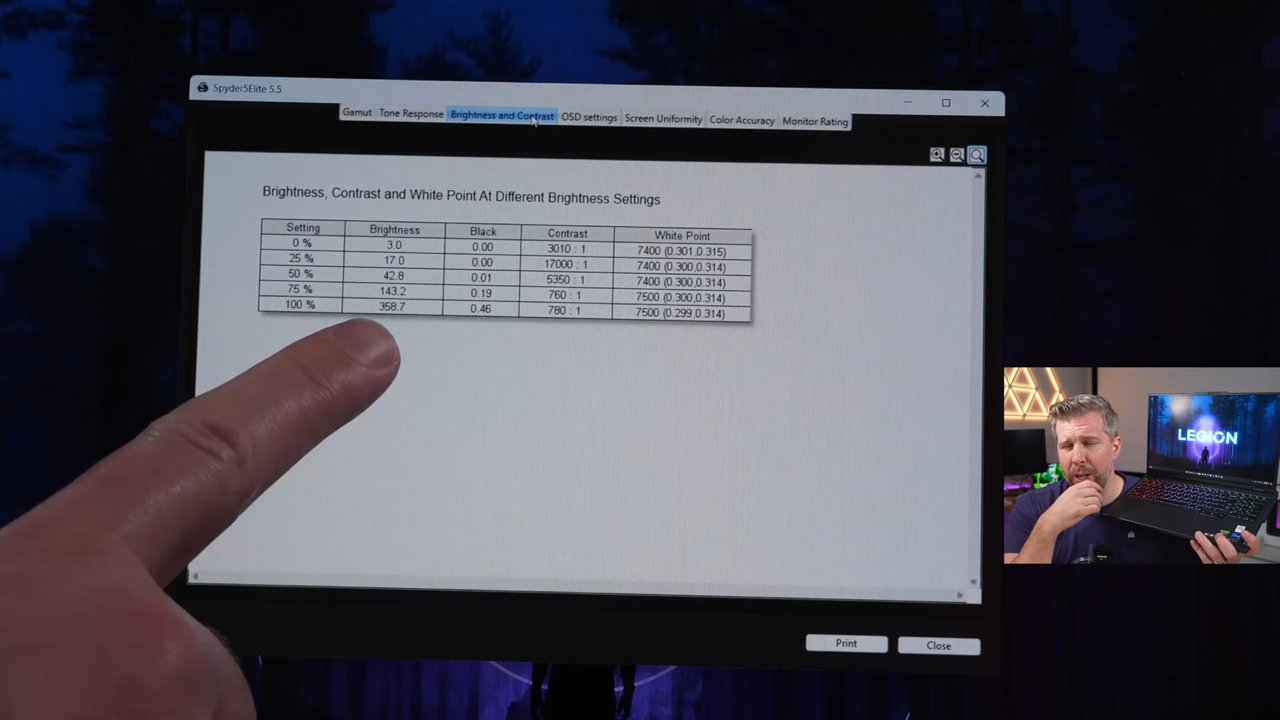 Spyder5Elite 5.5
Gamut Tone Response Brightness and Contrast OSD settings Screen Uniformity Color Accuracy Monitor Rating
Brightness, Contrast and White Point At Different Brightness Settings
Setting Brightness Black Contrast White Point
0 % 3.0 0.00 3010 : 1 7400 (0.301,0.315)
25 % 17.0 0.00 17000 : 1 7400 (0.300,0.314)
50 % 42.8 0.01 5350 : 1 7400 (0.300,0.314)
75 % 143.2 0.19 760 : 1 7500 (0.300,0.314)
100 % 358.7 0.46 780 : 1 7500 (0.299,0.314)
LEGION
Print Close